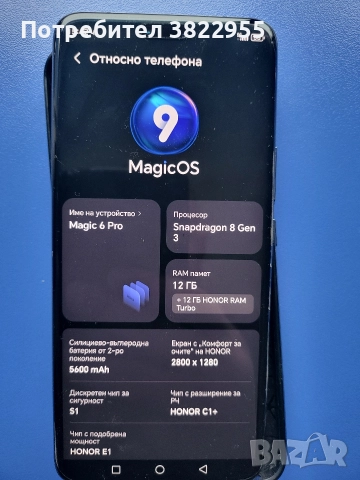 Потребител 3822955
Относно телефона
9
MagicOS
Име на устройство >
Magic 6 Pro
Процесор
Snapdragon 8 Gen
3
RAM памет
12 ГБ
+ 12 ГБ HONOR RAM
Turbo
Силициево-въглеродна
батерия от 2-ро
поколение
5600 mAh
Екран с „Комфорт за
очите“ на HONOR
2800 x 1280
Дискретен чип за
сигурност
S1
Чип с разширение за
РЧ
HONOR C1+
Чип с подобрена
мощност
HONOR E1
BAZAR
bazar.bg